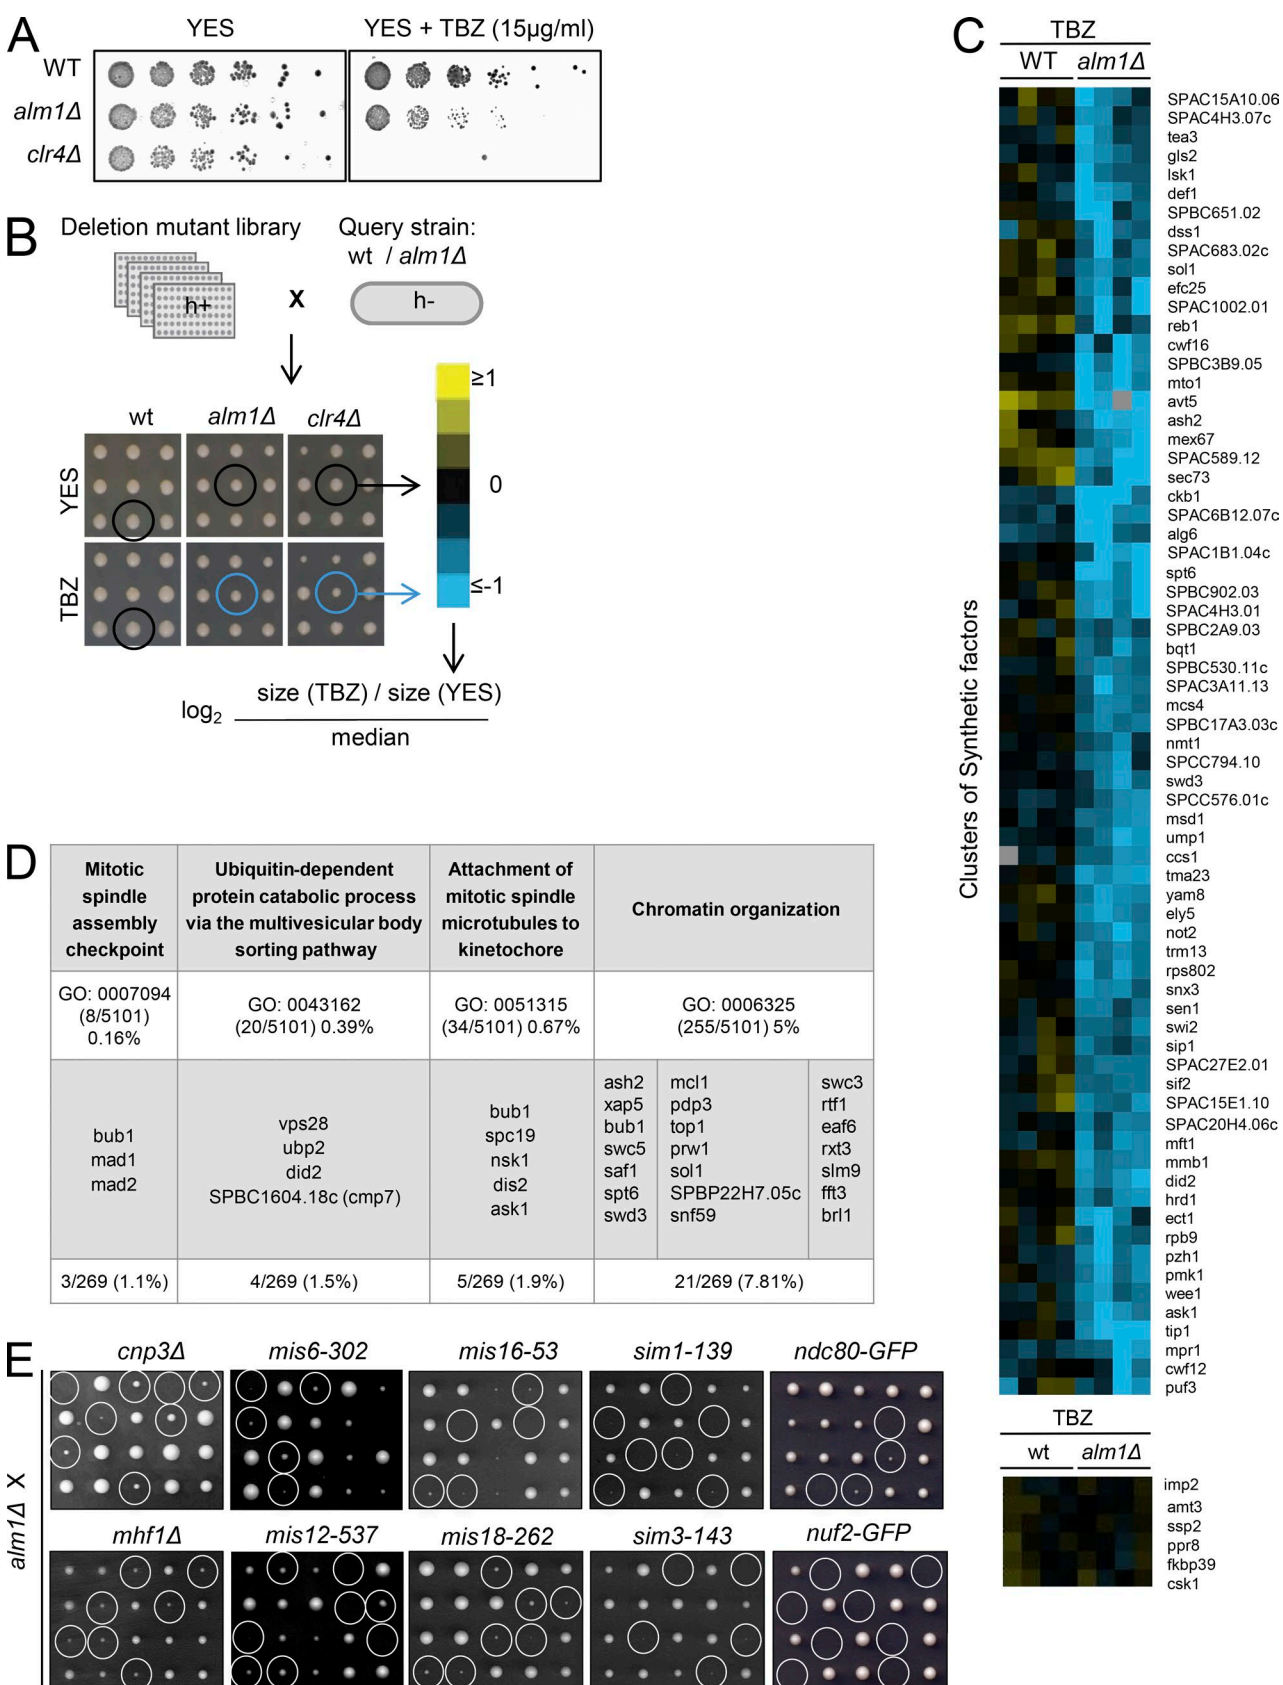 A
YES
YES + TBZ (15µg/ml)
WT
alm1Δ
clr4Δ
B
Deletion mutant library
Query strain:
wt / alm1Δ
h+
X
h-
wt
alm1Δ
clr4Δ
YES
TBZ
≥1
0
≤-1
log2
size (TBZ) / size (YES)
median
C
TBZ
WT
alm1Δ
Clusters of Synthetic factors
SPAC15A10.06
SPAC4H3.07c
tea3
gls2
lsk1
def1
SPBC651.02
dss1
SPAC683.02c
sol1
efc25
SPAC1002.01
reb1
cwf16
SPBC3B9.05
mto1
avt5
ash2
mex67
SPAC589.12
sec73
ckb1
SPAC6B12.07c
alg6
SPAC1B1.04c
spt6
SPBC902.03
SPAC4H3.01
SPBC2A9.03
bqt1
SPBC530.11c
SPAC3A11.13
mcs4
SPBC17A3.03c
nmt1
SPCC794.10
swd3
SPCC576.01c
msd1
ump1
ccs1
tma23
yam8
ely5
not2
trm13
rps802
snx3
sen1
swi2
sip1
SPAC27E2.01
sif2
SPAC15E1.10
SPAC20H4.06c
mft1
mmb1
did2
hrd1
ect1
rpb9
pzh1
pmk1
wee1
ask1
tip1
mpr1
cwf12
puf3
TBZ
wt
alm1Δ
imp2
amt3
ssp2
ppr8
fkbp39
csk1
D
Mitotic
spindle
assembly
checkpoint
Ubiquitin-dependent
protein catabolic process
via the multivesicular body
sorting pathway
Attachment of
mitotic spindle
microtubules to
kinetochore
Chromatin organization
GO: 0007094
(8/5101)
0.16%
GO: 0043162
(20/5101) 0.39%
GO: 0051315
(34/5101) 0.67%
GO: 0006325
(255/5101) 5%
bub1
mad1
mad2
vps28
ubp2
did2
SPBC1604.18c (cmp7)
bub1
spc19
nsk1
dis2
ask1
ash2
xap5
bub1
swc5
saf1
spt6
swd3
mcl1
pdp3
top1
prw1
sol1
SPBP22H7.05c
snf59
swc3
rtf1
eaf6
rxt3
slm9
fft3
brl1
3/269 (1.1%)
4/269 (1.5%)
5/269 (1.9%)
21/269 (7.81%)
E
alm1Δ X
cnp3Δ
mis6-302
mis16-53
sim1-139
ndc80-GFP
mhf1Δ
mis12-537
mis18-262
sim3-143
nuf2-GFP